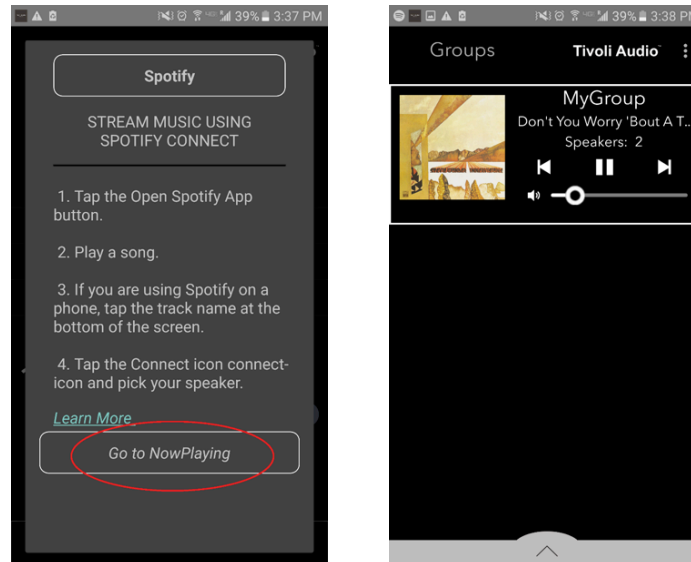 39% 3:37 PM
Spotify
STREAM MUSIC USING
SPOTIFY CONNECT
1. Tap the Open Spotify App
button.
2. Play a song.
3. If you are using Spotify on a
phone, tap the track name at the
bottom of the screen.
4. Tap the Connect icon connect-
icon and pick your speaker.
Learn More
Go to NowPlaying
39% 3:38 P
Groups
Tivoli Audio
MyGroup
Don't You Worry 'Bout A T..
Speakers: 2